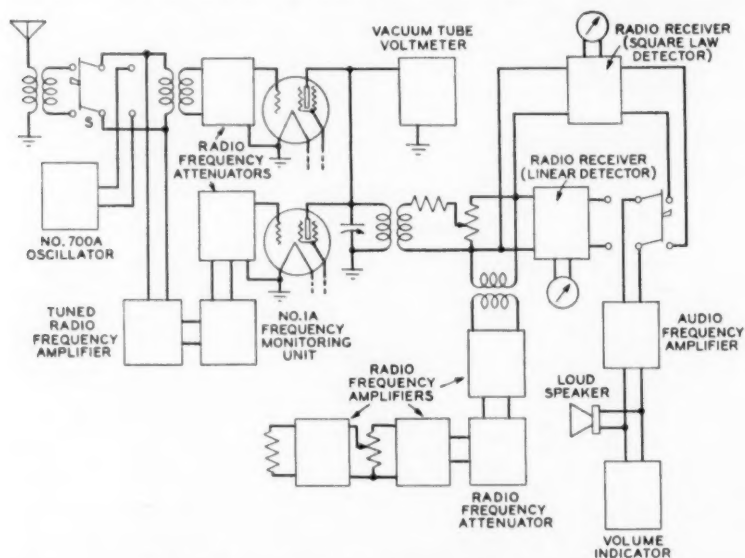 VACUUM TUBE
VOLTMETER
RADIO RECEIVER
(SQUARE LAW
DETECTOR)
S
RADIO
FREQUENCY
ATTENUATORS
RADIO RECEIVER
(LINEAR DETECTOR)
NO. 700A
OSCILLATOR
TUNED
RADIO
FREQUENCY
AMPLIFIER
NO. 1A
FREQUENCY
MONITORING
UNIT
RADIO
FREQUENCY
AMPLIFIERS
AUDIO
FREQUENCY
AMPLIFIER
LOUD
SPEAKER
RADIO
FREQUENCY
ATTENUATOR
VOLUME
INDICATOR